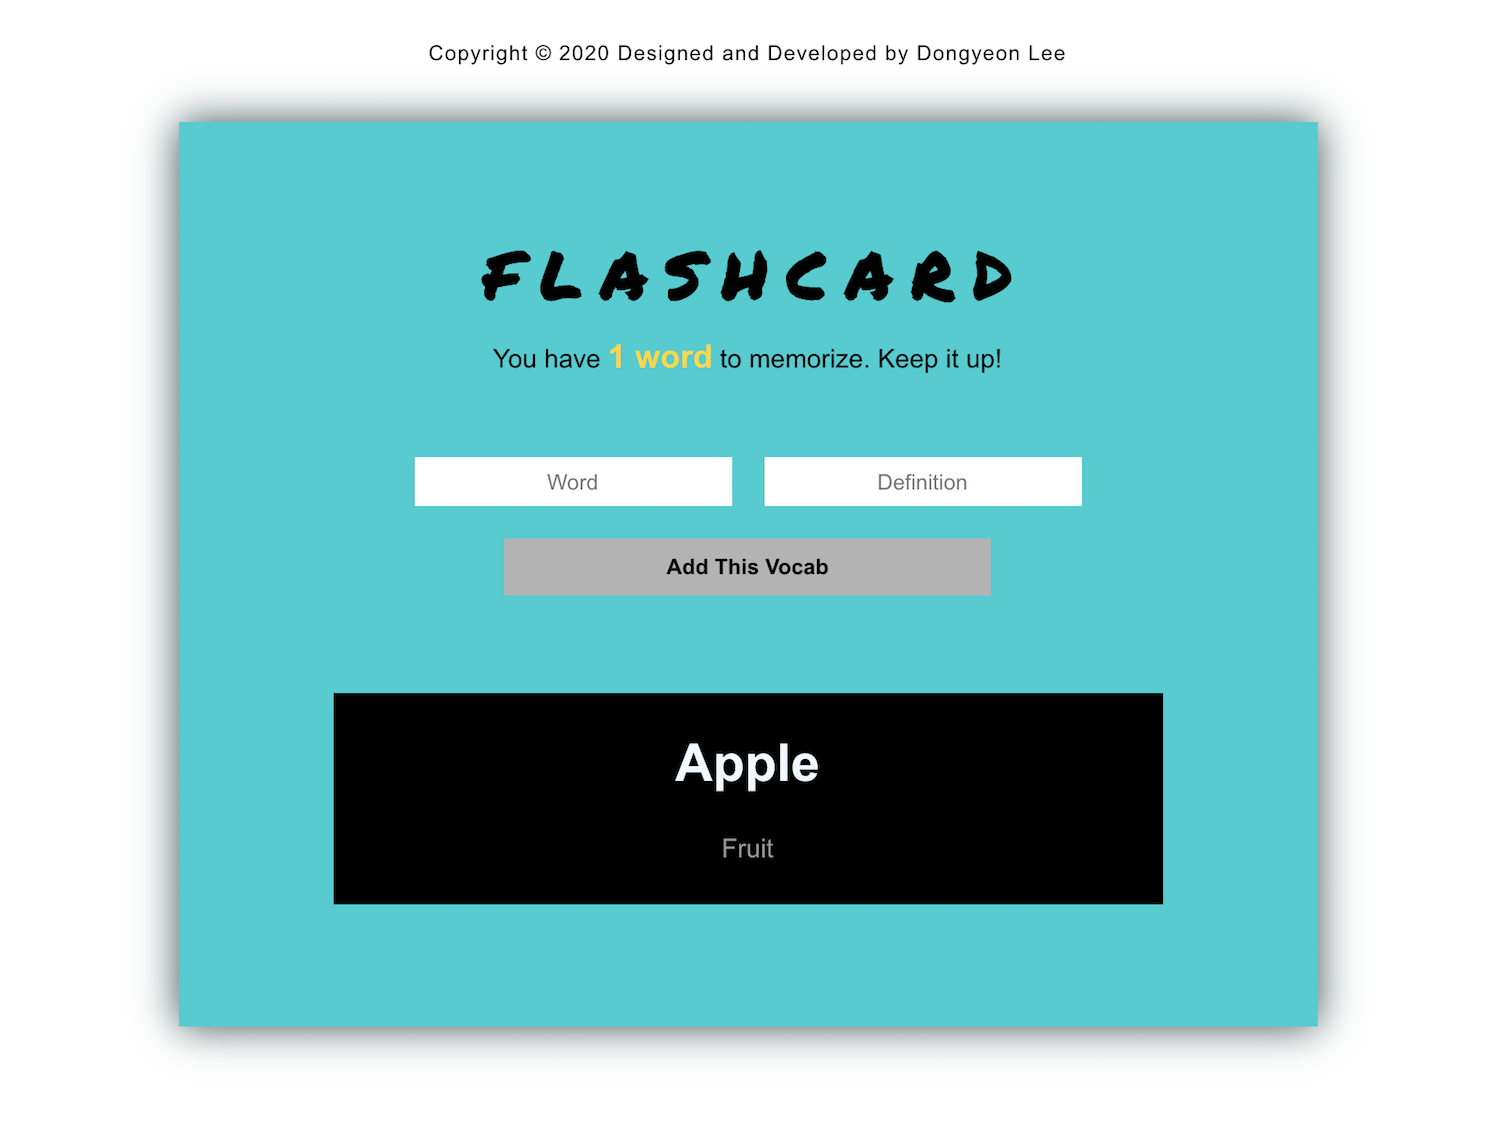 Copyright © 2020 Designed and Developed by Dongyeon Lee
FLASHCARD
You have 1 word to memorize. Keep it up!
Word Definition
Add This Vocab
Apple
Fruit